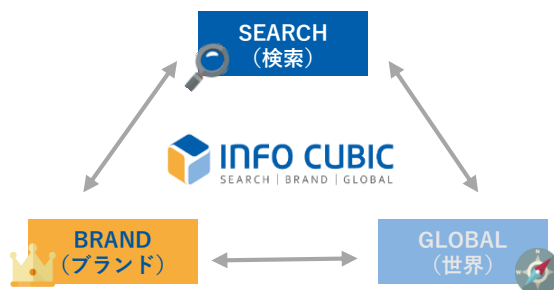 SEARCH
（検索）
INFO CUBIC
SEARCH | BRAND | GLOBAL
BRAND
（ブランド）
GLOBAL
（世界）
N
W